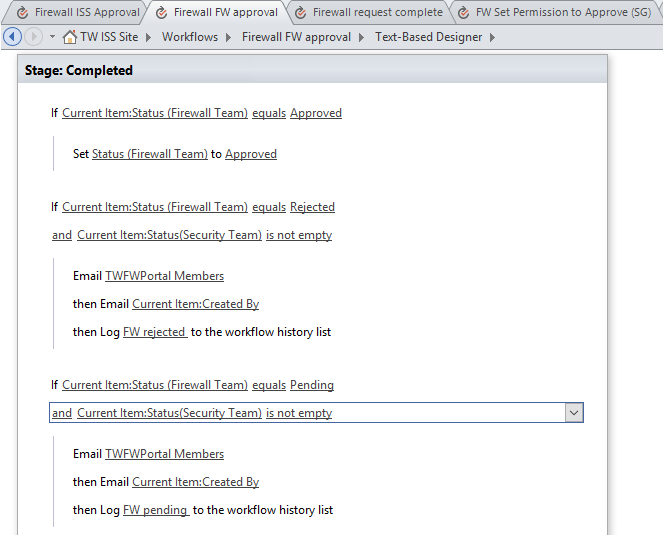 Firewall ISS Approval Firewall FW approval Firewall request complete FW Set Permission to Approve (SG)
TW ISS Site Workflows Firewall FW approval Text-Based Designer
Stage: Completed
If Current Item:Status (Firewall Team) equals Approved
Set Status (Firewall Team) to Approved
If Current Item:Status (Firewall Team) equals Rejected
and Current Item:Status(Security Team) is not empty
Email TWFWPortal Members
then Email Current Item:Created By
then Log FW rejected to the workflow history list
If Current Item:Status (Firewall Team) equals Pending
and Current Item:Status(Security Team) is not empty
Email TWFWPortal Members
then Email Current Item:Created By
then Log FW pending to the workflow history list